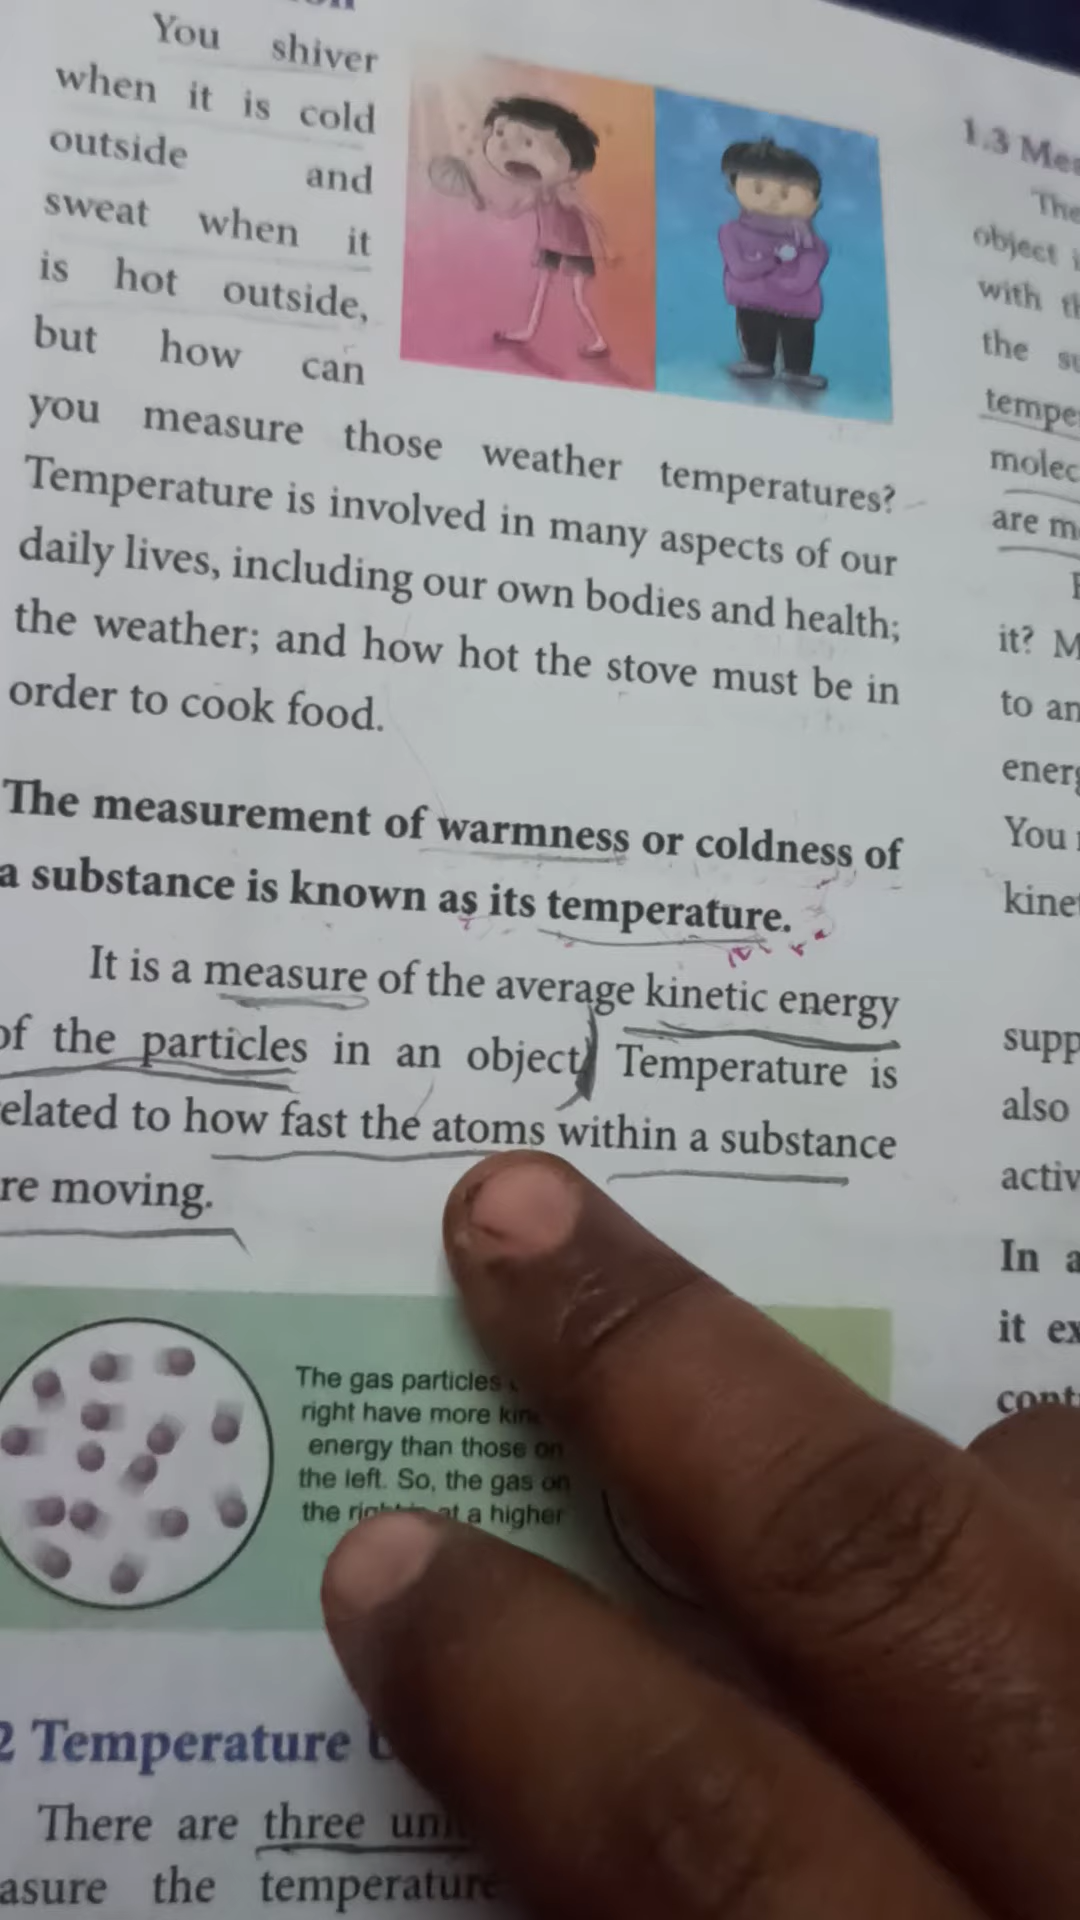 You shiver
when it is cold
outside and
sweat when it
is hot outside,
but how can
you measure those weather temperatures?
Temperature is involved in many aspects of our
daily lives, including our own bodies and health;
the weather; and how hot the stove must be in
order to cook food.
The measurement of warmness or coldness of
a substance is known as its temperature.
It is a measure of the average kinetic energy
of the particles in an object Temperature is
elated to how fast the atoms within a substance
re moving.
The gas particles
right have more
energy than those on
the left. So, the gas on
the at a higher
2 Temperature
There are three
asure the temperature
1.3
The
object
with
the
are
it?
to
You
also
In
it